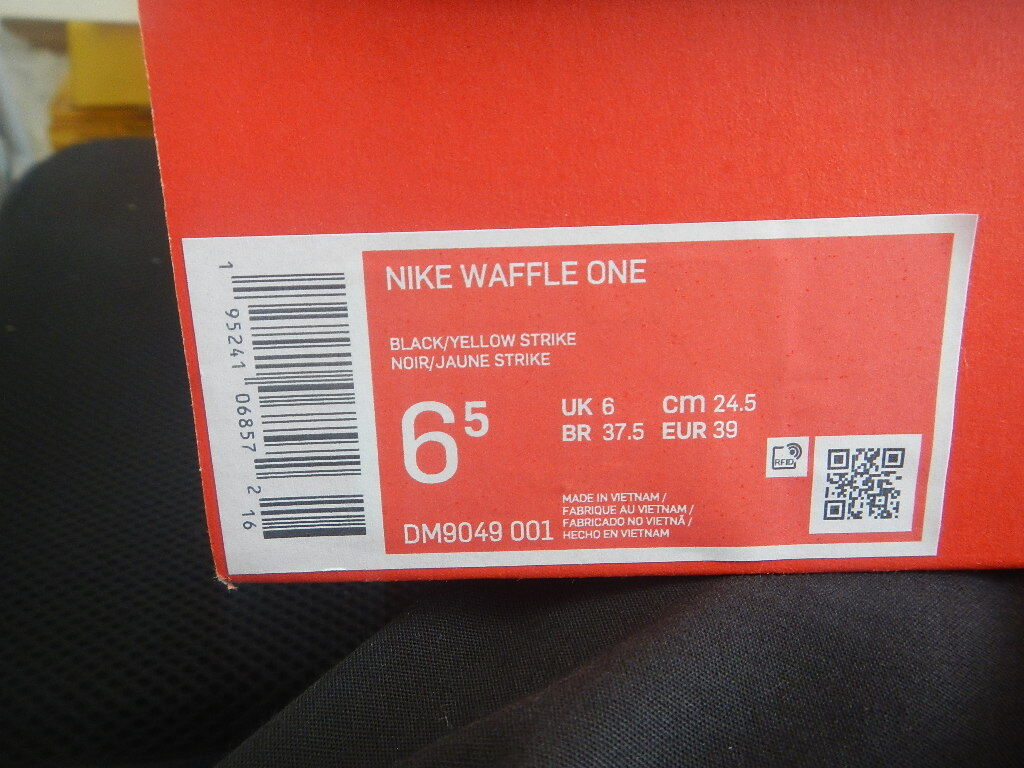 NIKE WAFFLE ONE
BLACK/YELLOW STRIKE
NOIR/JAUNE STRIKE
6 5
UK 6 cm 24.5
BR 37.5 EUR 39
RFID
MADE IN VIETNAM /
FABRIQUE AU VIETNAM /
FABRICADO NO VIETNÃ /
HECHO EN VIETNAM
DM9049 001
1 95241 06857 2 16